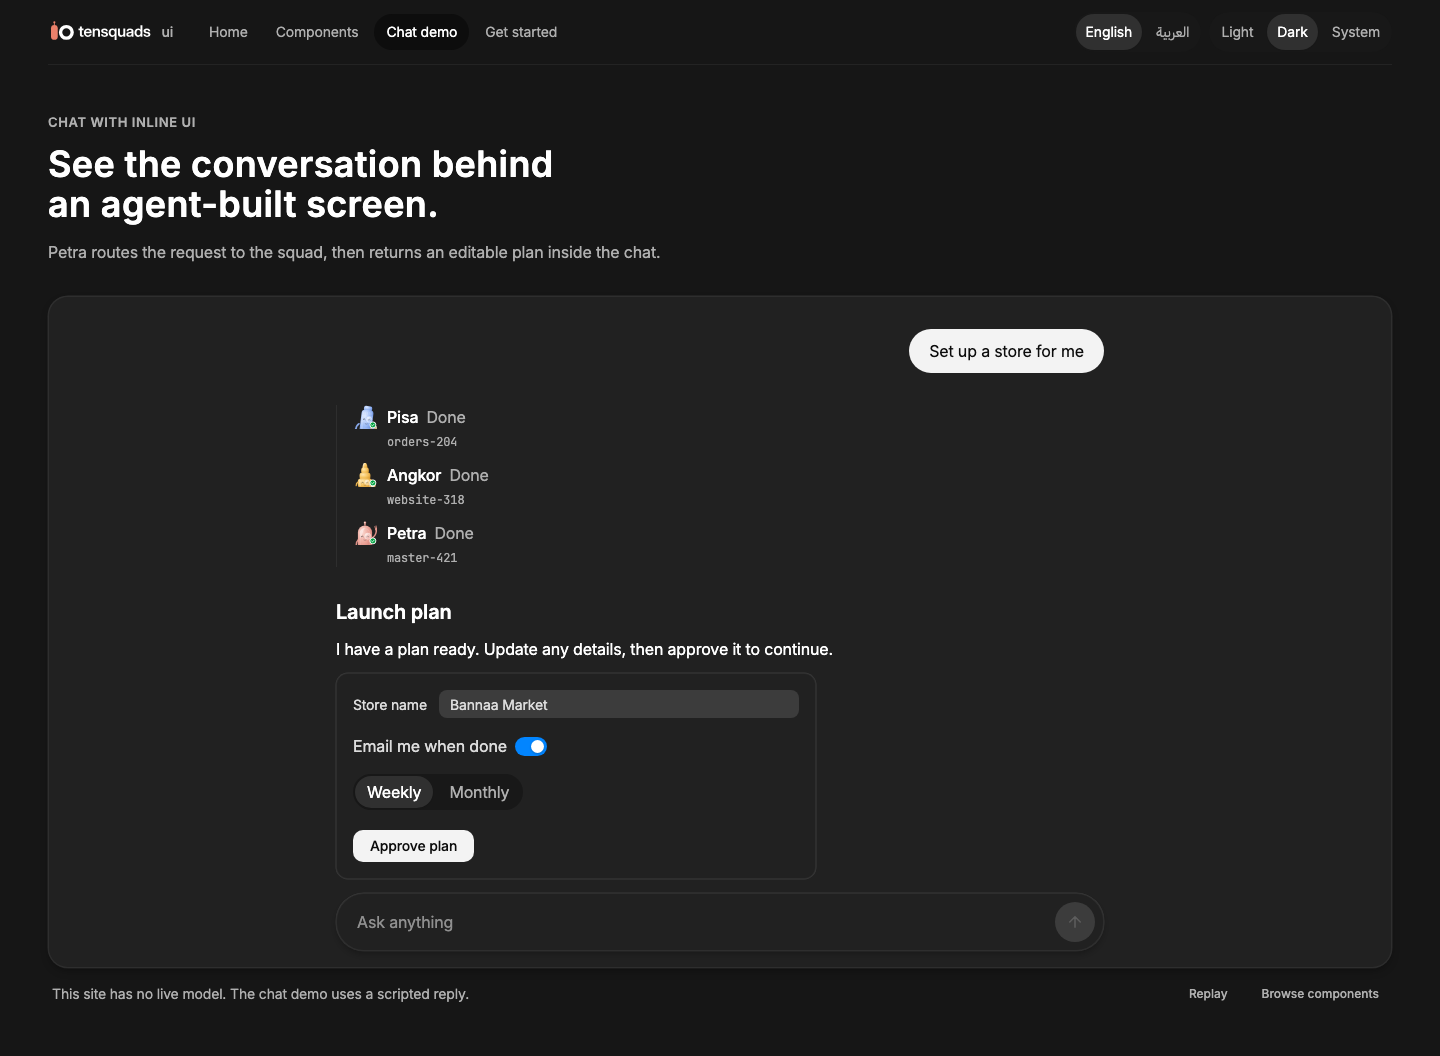 tensquads ui
Home
Components
Chat demo
Get started
English
العربية
Light
Dark
System
CHAT WITH INLINE UI
See the conversation behind
an agent-built screen.
Petra routes the request to the squad, then returns an editable plan inside the chat.
Set up a store for me
Pisa Done
orders-204
Angkor Done
website-318
Petra Done
master-421
Launch plan
I have a plan ready. Update any details, then approve it to continue.
Store name Bannaa Market
Email me when done
Weekly Monthly
Approve plan
Ask anything
This site has no live model. The chat demo uses a scripted reply.
Replay
Browse components